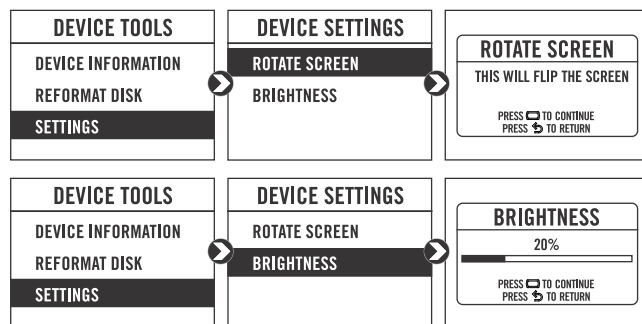 DEVICE TOOLS
DEVICE INFORMATION
REFORMAT DISK
SETTINGS
DEVICE SETTINGS
ROTATE SCREEN
BRIGHTNESS
ROTATE SCREEN
THIS WILL FLIP THE SCREEN
PRESS TO CONTINUE
PRESS TO RETURN
DEVICE TOOLS
DEVICE INFORMATION
REFORMAT DISK
SETTINGS
DEVICE SETTINGS
ROTATE SCREEN
BRIGHTNESS
BRIGHTNESS
20%
PRESS TO CONTINUE
PRESS TO RETURN